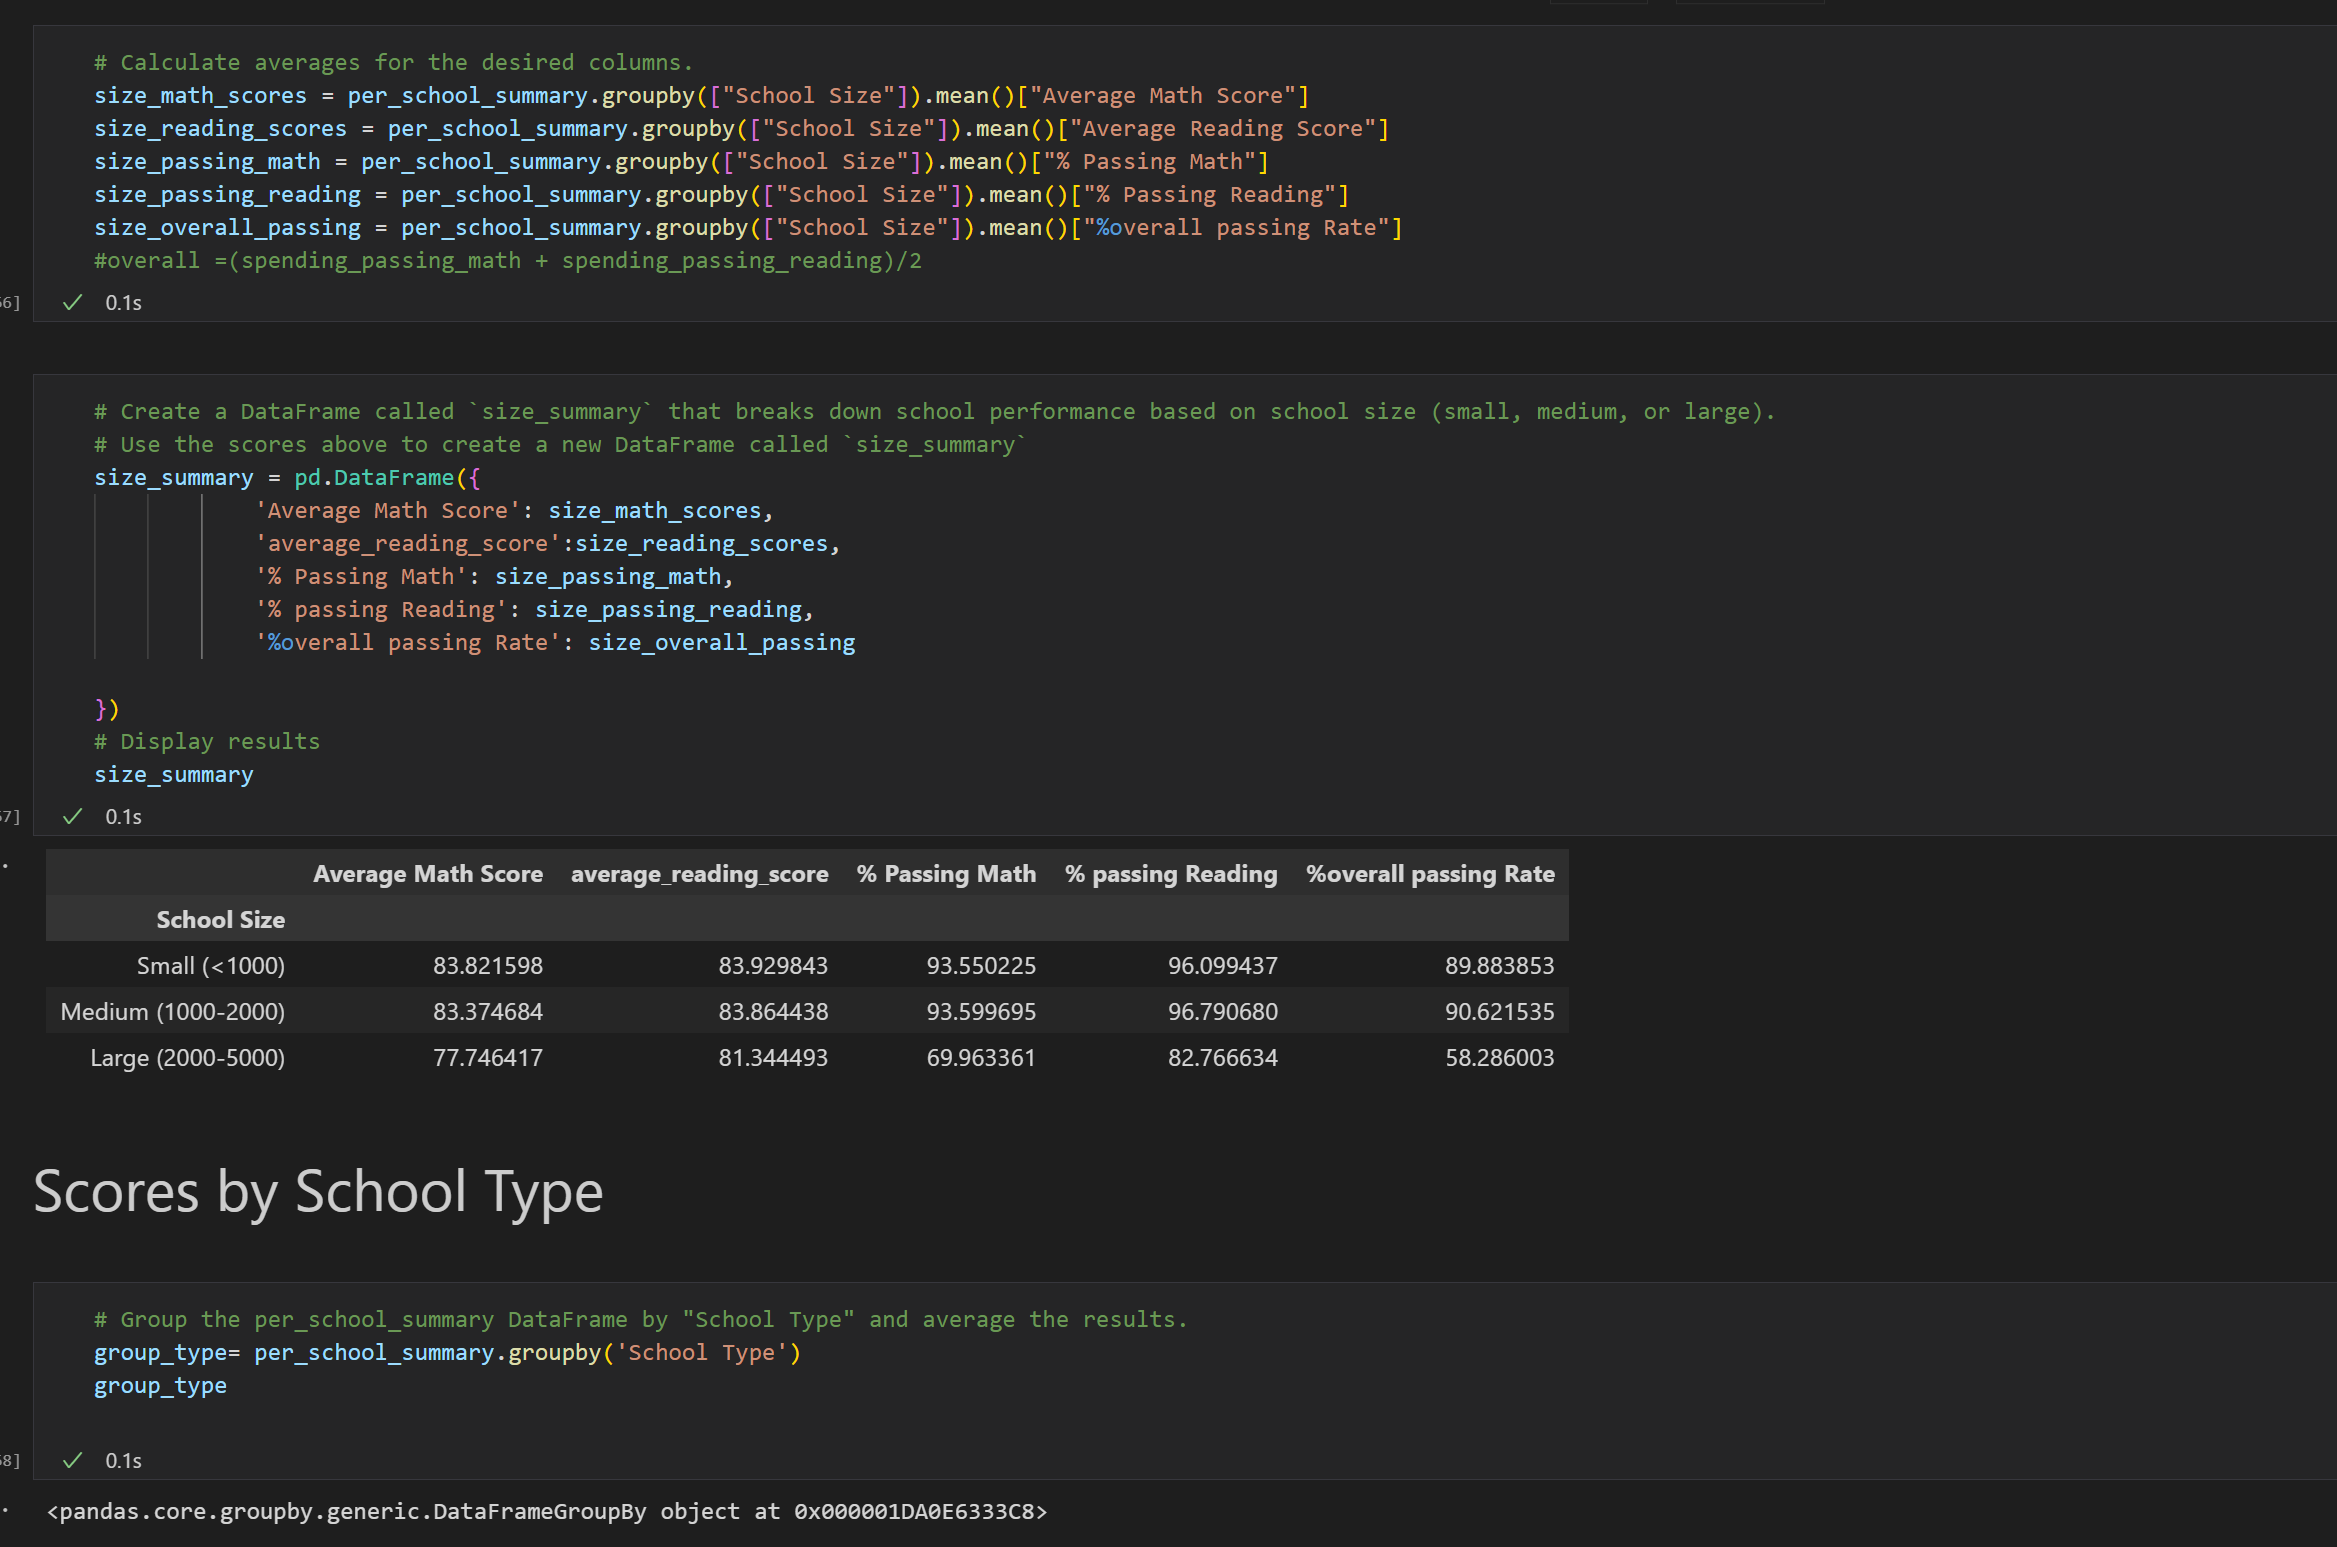 # Calculate averages for the desired columns.
size_math_scores = per_school_summary.groupby(["School Size"]).mean()["Average Math Score"]
size_reading_scores = per_school_summary.groupby(["School Size"]).mean()["Average Reading Score"]
size_passing_math = per_school_summary.groupby(["School Size"]).mean()["% Passing Math"]
size_passing_reading = per_school_summary.groupby(["School Size"]).mean()["% Passing Reading"]
size_overall_passing = per_school_summary.groupby(["School Size"]).mean()["%overall passing Rate"]
#overall =(spending_passing_math + spending_passing_reading)/2
6] ✓ 0.1s
# Create a DataFrame called `size_summary` that breaks down school performance based on school size (small, medium, or large).
# Use the scores above to create a new DataFrame called `size_summary`
size_summary = pd.DataFrame({
'Average Math Score': size_math_scores,
'average_reading_score':size_reading_scores,
'% Passing Math': size_passing_math,
'% passing Reading': size_passing_reading,
'%overall passing Rate': size_overall_passing
})
# Display results
size_summary
7] ✓ 0.1s
Average Math Score average_reading_score % Passing Math % passing Reading %overall passing Rate
School Size
Small (<1000) 83.821598 83.929843 93.550225 96.099437 89.883853
Medium (1000-2000) 83.374684 83.864438 93.599695 96.790680 90.621535
Large (2000-5000) 77.746417 81.344493 69.963361 82.766634 58.286003
Scores by School Type
# Group the per_school_summary DataFrame by "School Type" and average the results.
group_type= per_school_summary.groupby('School Type')
group_type
8] ✓ 0.1s
<pandas.core.groupby.generic.DataFrameGroupBy object at 0x000001DA0E6333C8>